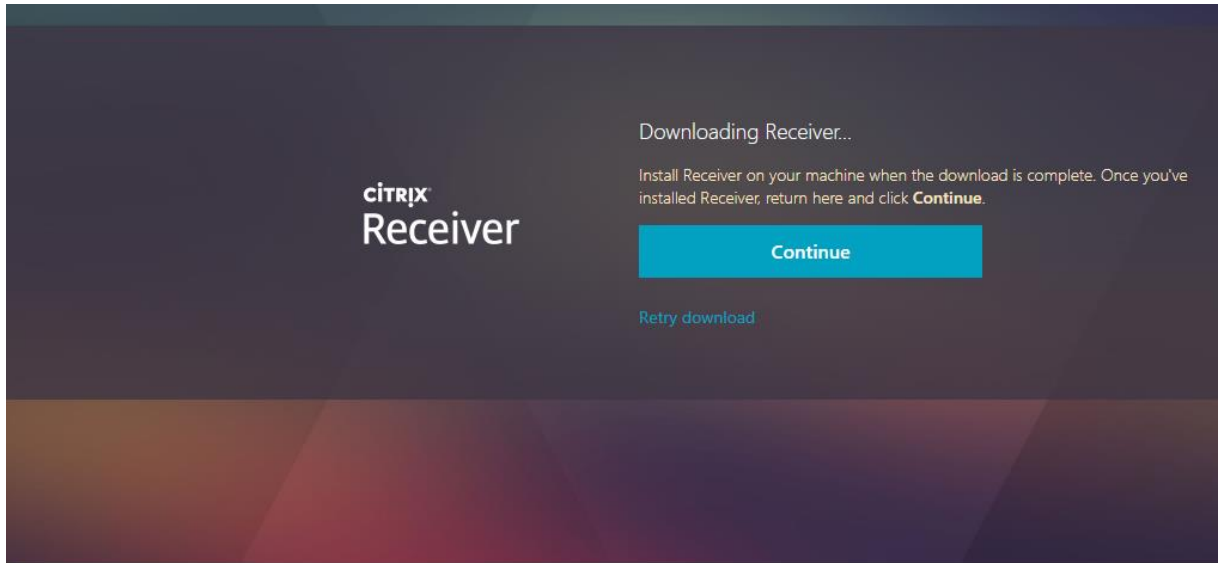 citrix
Receiver
Downloading Receiver...
Install Receiver on your machine when the download is complete. Once you've
installed Receiver, return here and click Continue.
Continue
Retry download